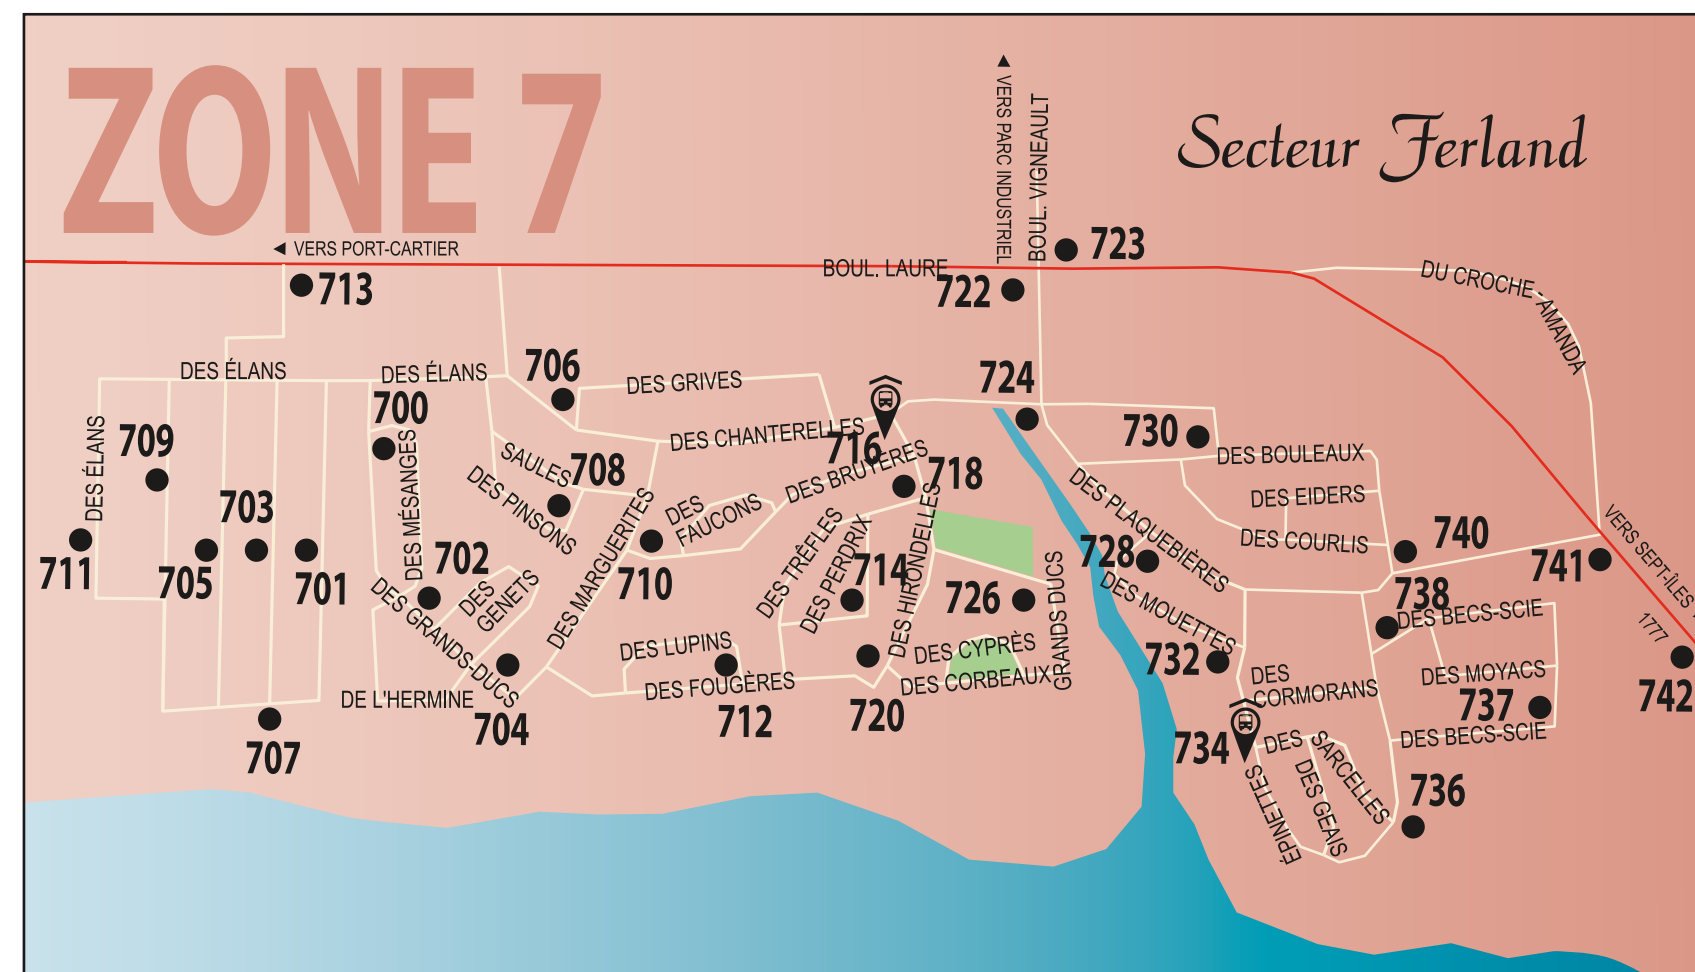 ZONE 7
Secteur Ferland
VERS PARC INDUSTRIEL
BOUL. VIGNEAULT
VERS PORT-CARTIER
723
713
BOUL. LAURE
722
DU CROCHE-AMANDA
DES ÉLANS
DES ÉLANS
706
DES GRIVES
724
700
709
DES ÉLANS
DES MÉSANGES
DES CHANTERELLES
716
730
DES BOULEAUX
SAULES
708
DES PINSONS
DES BRUYÈRES
718
DES PLAQUEBIÈRES
DES EIDERS
703
DES MARGUERITES
DES
FAUCONS
DES TRÊFLES
DES PERDRIX
DES HIRONDELLES
DES COURLIS
740
VERS SEPT-ÎLES
711
705
701
702
DES
GENETS
710
714
726
GRANDS DUCS
728
DES MOUETTES
741
738
DES BECS-SCIE
1777
DES GRANDS-DUCS
DES LUPINS
DES CYPRÈS
732
DES MOYACS
DE L'HERMINE
DES FOUGÈRES
DES CORBEAUX
DES
CORMORANS
737
742
704
712
720
707
734
DES
SARCELLES
DES BECS-SCIE
ÉPINETTES
DES GEAIS
736